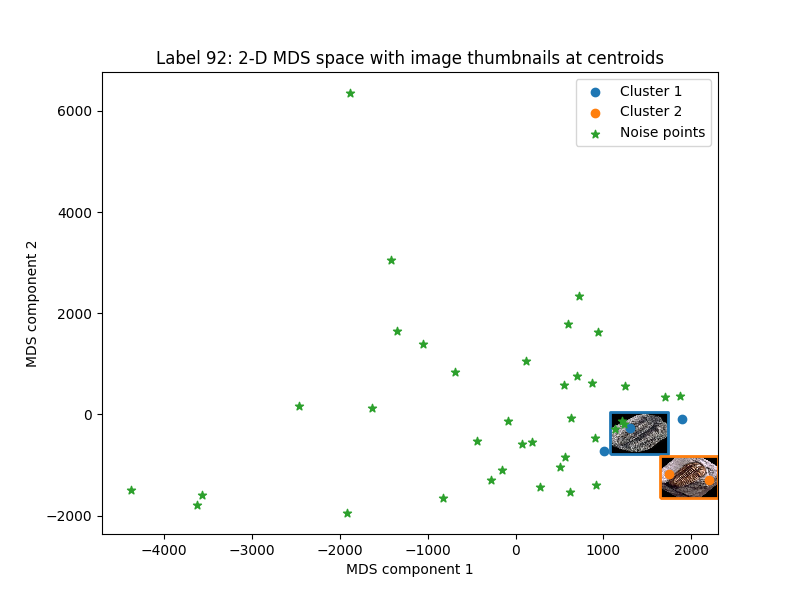 Label 92: 2-D MDS space with image thumbnails at centroids
Cluster 1
Cluster 2
Noise points
6000
4000
2000
0
−2000
MDS component 2
−4000
−3000
−2000
−1000
0
1000
2000
MDS component 1